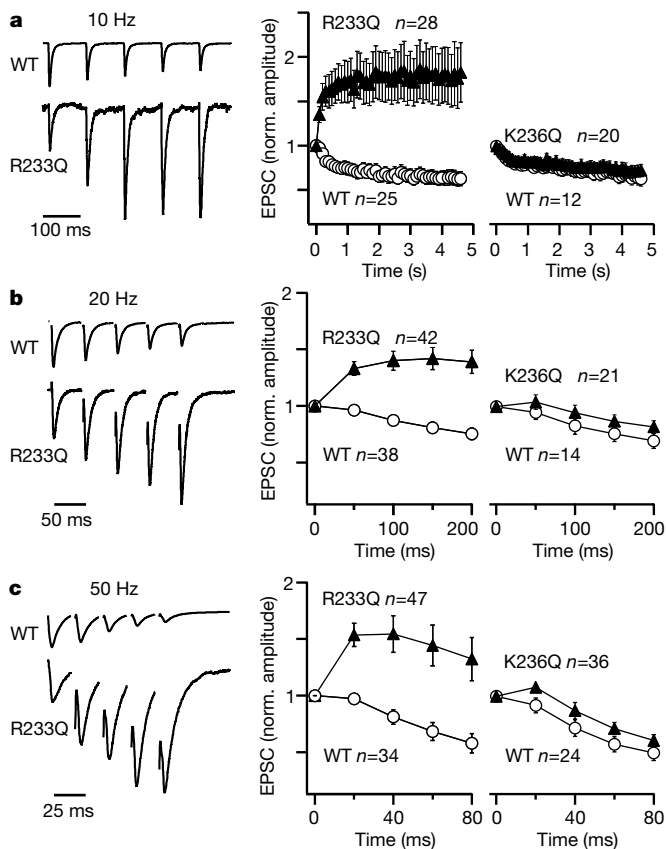 a
10 Hz
WT
R233Q
100 ms
EPSC (norm. amplitude)
2
1
R233Q n=28
WT n=25
0 1 2 3 4 5
Time (s)
K236Q n=20
WT n=12
0 1 2 3 4 5
Time (s)
b
20 Hz
WT
R233Q
50 ms
EPSC (norm. amplitude)
2
1
R233Q n=42
WT n=38
0 100 200
Time (ms)
K236Q n=21
WT n=14
0 100 200
Time (ms)
c
50 Hz
WT
R233Q
25 ms
EPSC (norm. amplitude)
2
1
R233Q n=47
WT n=34
0 40 80
Time (ms)
K236Q n=36
WT n=24
0 40 80
Time (ms)